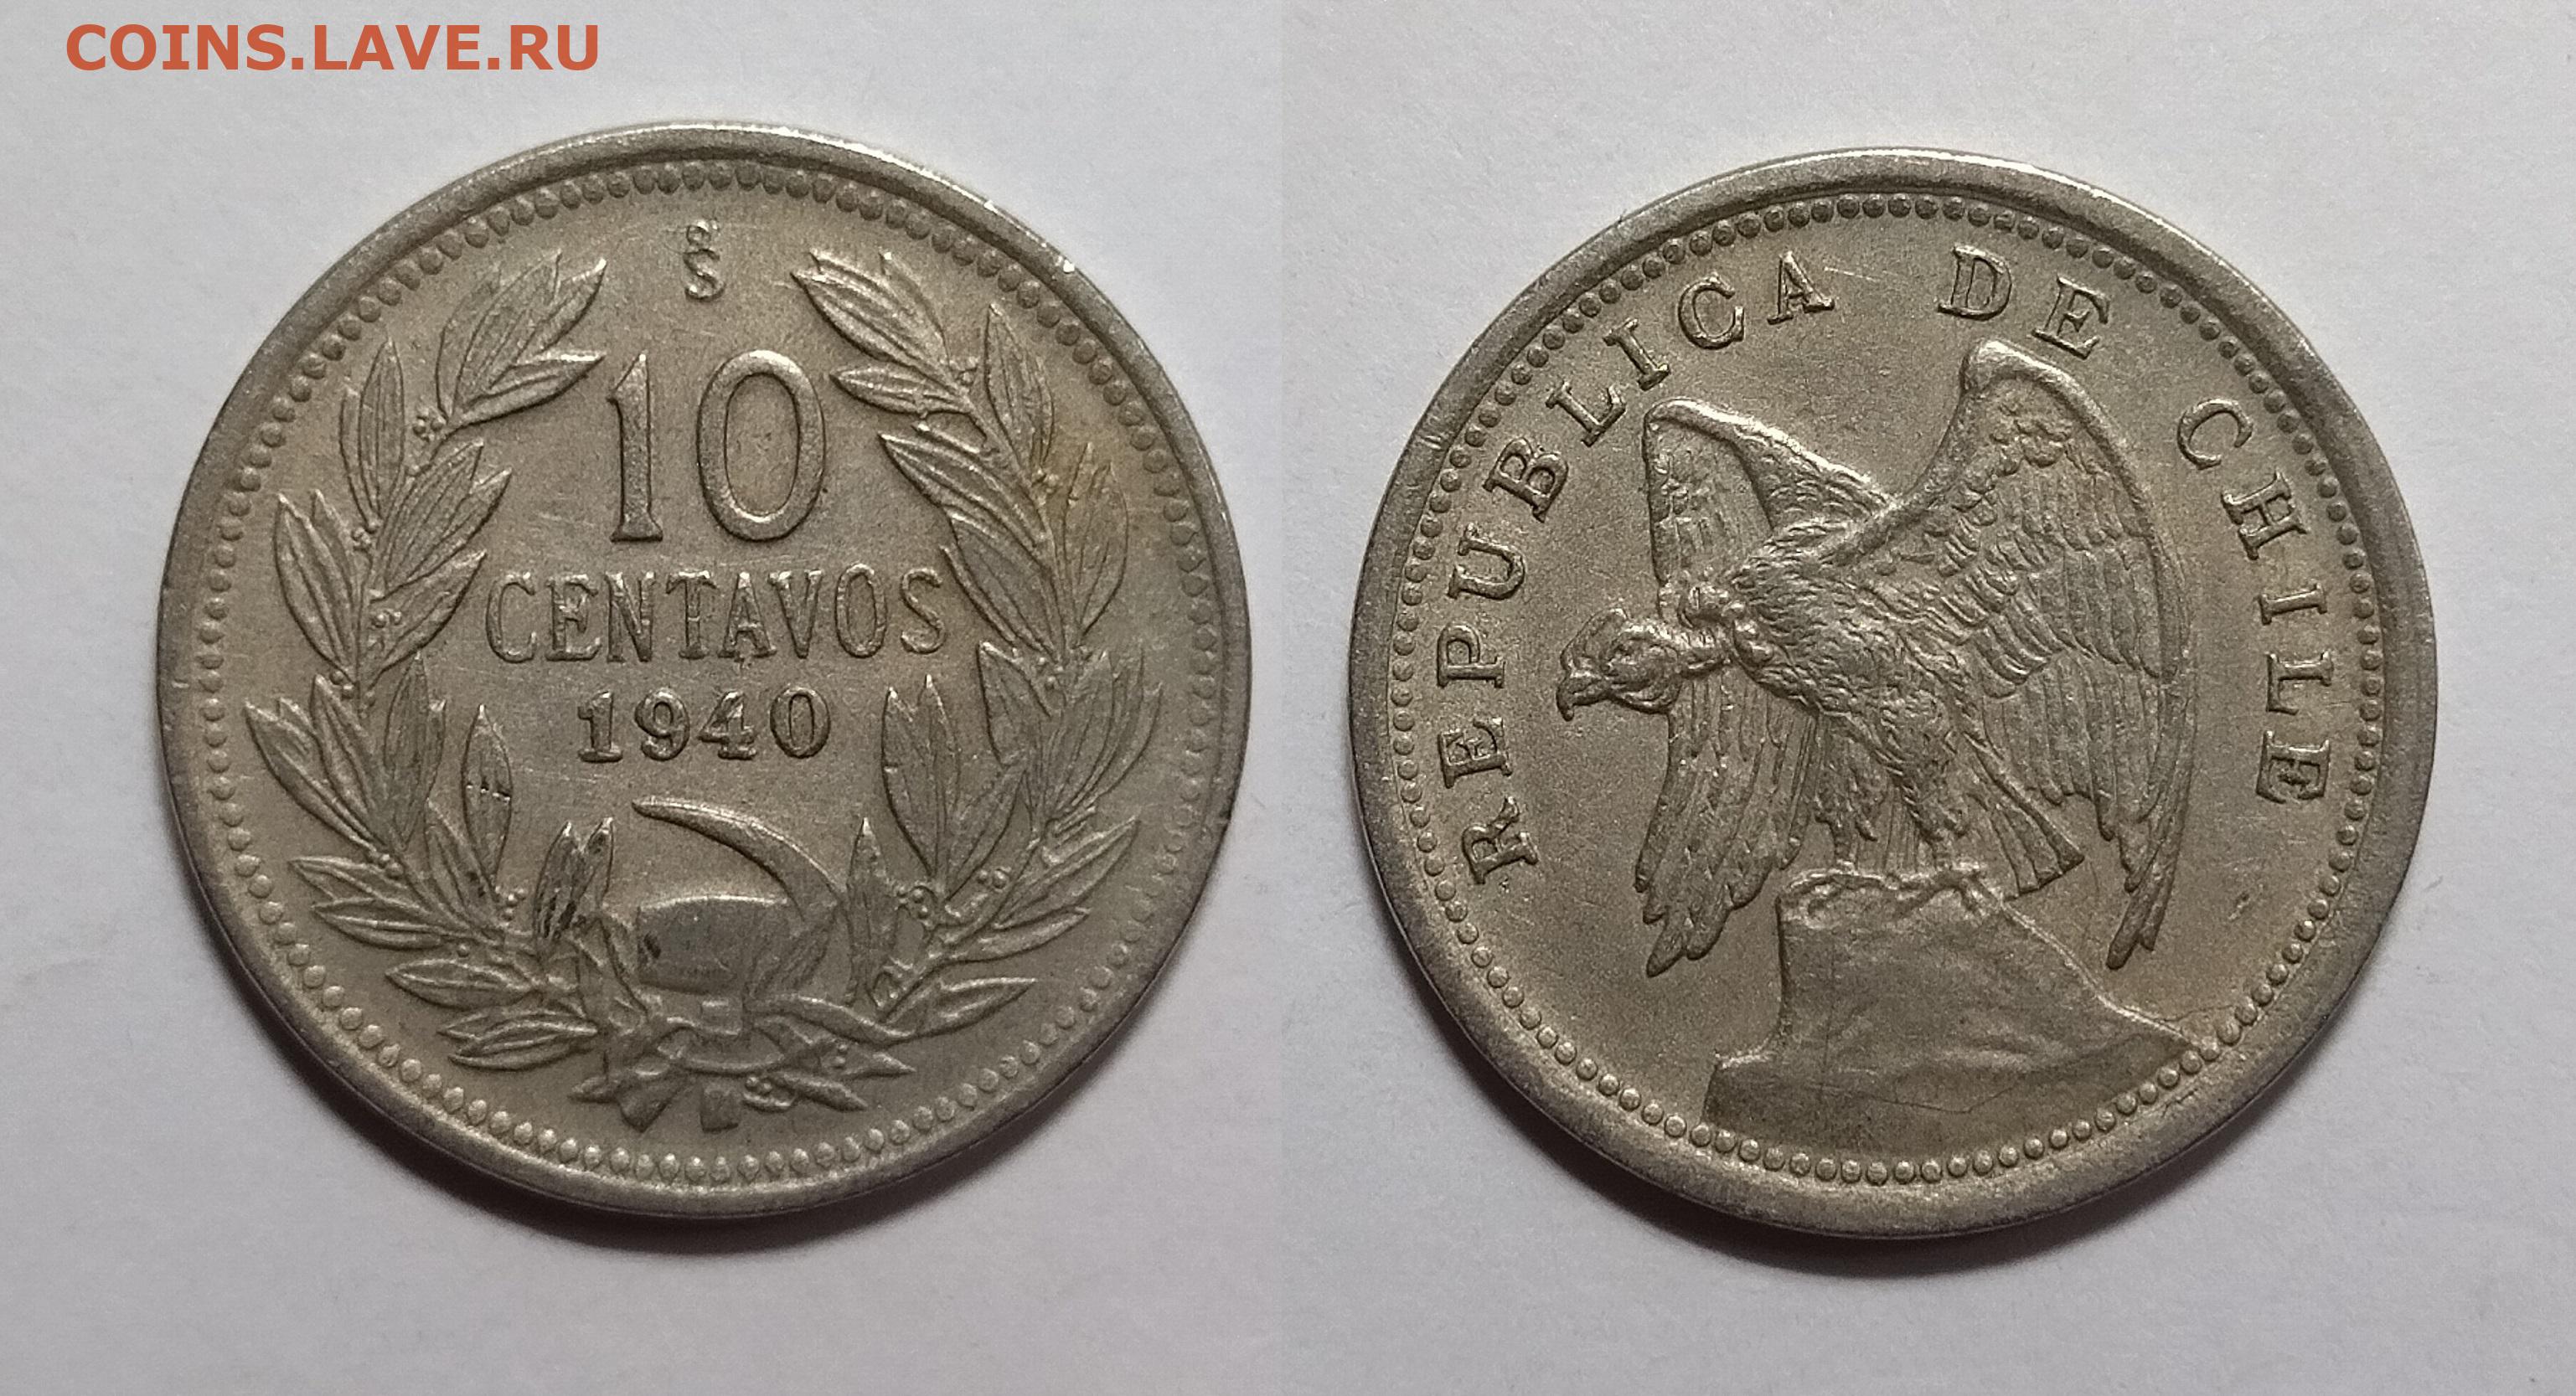 COINS.LAVE.RU
S̊
10
CENTAVOS
1940
REPUBLICA DE CHILE